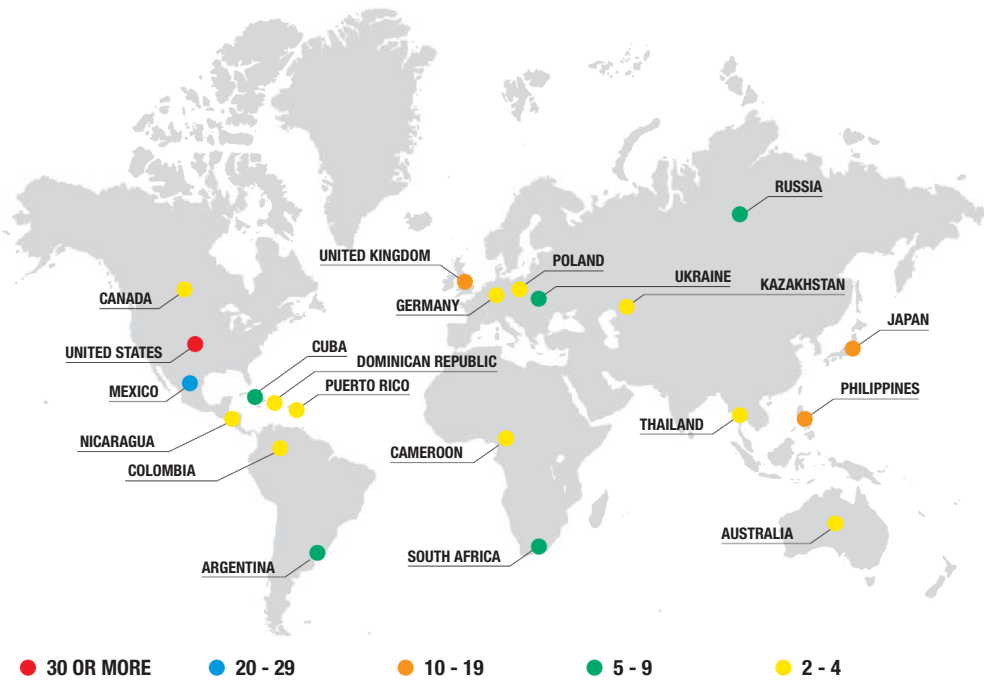 RUSSIA
UNITED KINGDOM
POLAND
UKRAINE
KAZAKHSTAN
CANADA
GERMANY
JAPAN
UNITED STATES
CUBA
DOMINICAN REPUBLIC
MEXICO
PUERTO RICO
PHILIPPINES
THAILAND
NICARAGUA
CAMEROON
COLOMBIA
AUSTRALIA
SOUTH AFRICA
ARGENTINA
30 OR MORE
20 - 29
10 - 19
5 - 9
2 - 4